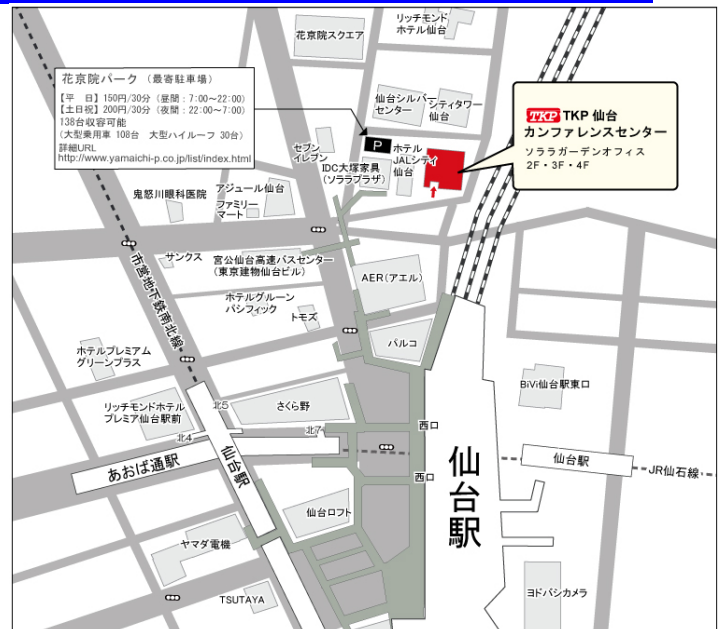 リッチモンド
ホテル仙台
花京院スクエア
花京院パーク (最寄駐車場)
【平　日】150円/30分 (昼間：7:00～22:00)
【土日祝】200円/30分 (夜間：22:00～7:00)
138台収容可能
(大型乗用車 108台　大型ハイルーフ 30台)
詳細URL
http://www.yamaichi-p.co.jp/list/index.html
仙台シルバー
センター
シティタワー
仙台
TKP TKP 仙台
カンファレンスセンター
ソララガーデンオフィス
2F・3F・4F
P
セブン
イレブン
IDC大塚家具
(ソララプラザ)
ホテル
JALシティ
仙台
鬼怒川眼科医院
アジュール仙台
ファミリー
マート
サンクス
宮公仙台高速バスセンター
(東京建物仙台ビル)
市営地下鉄南北線
AER(アエル)
ホテルグルーン
パシフィック
トモズ
パルコ
ホテルプレミアム
グリーンプラス
BiVi仙台駅東口
リッチモンドホテル
プレミア仙台駅前
北5
さくら野
北4
北7
西口
あおば通駅
仙台駅
西口
仙台駅
仙台駅
JR仙石線
仙台ロフト
ヤマダ電機
TSUTAYA
ヨドバシカメラ